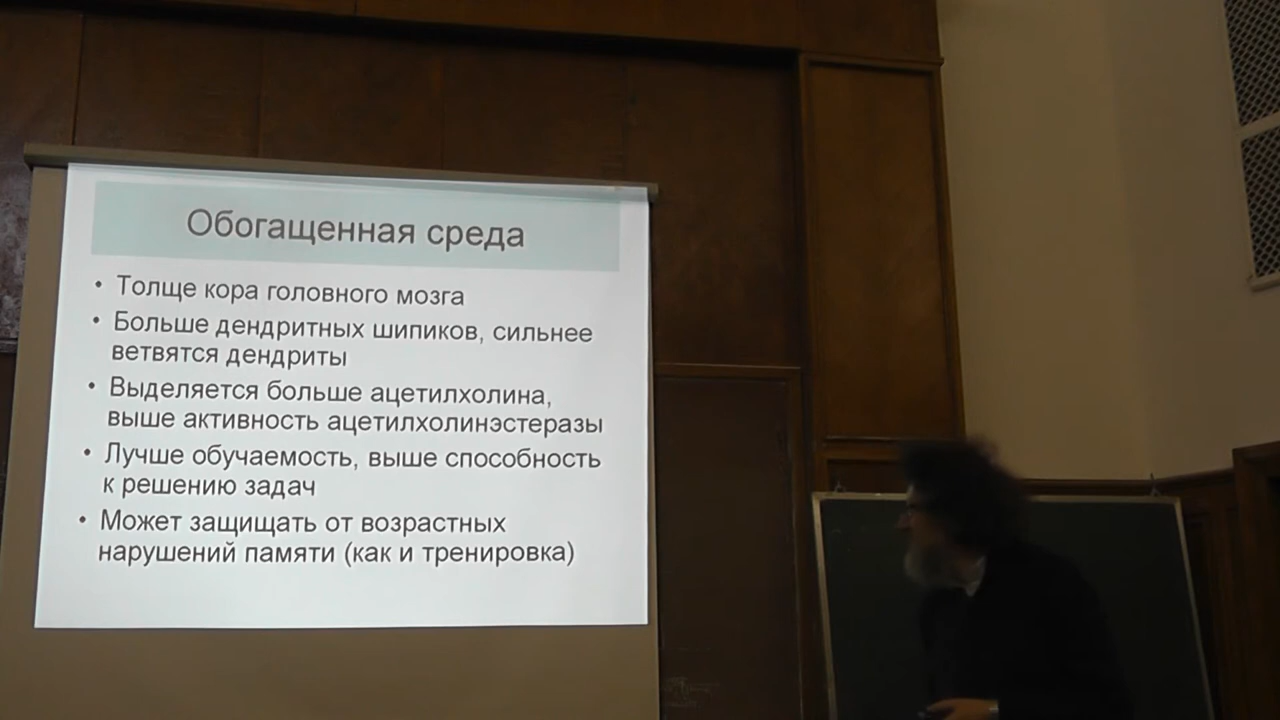 Обогащенная среда
• Толще кора головного мозга
• Больше дендритных шипиков, сильнее
ветвятся дендриты
• Выделяется больше ацетилхолина,
выше активность ацетилхолинэстеразы
• Лучше обучаемость, выше способность
к решению задач
• Может защищать от возрастных
нарушений памяти (как и тренировка)